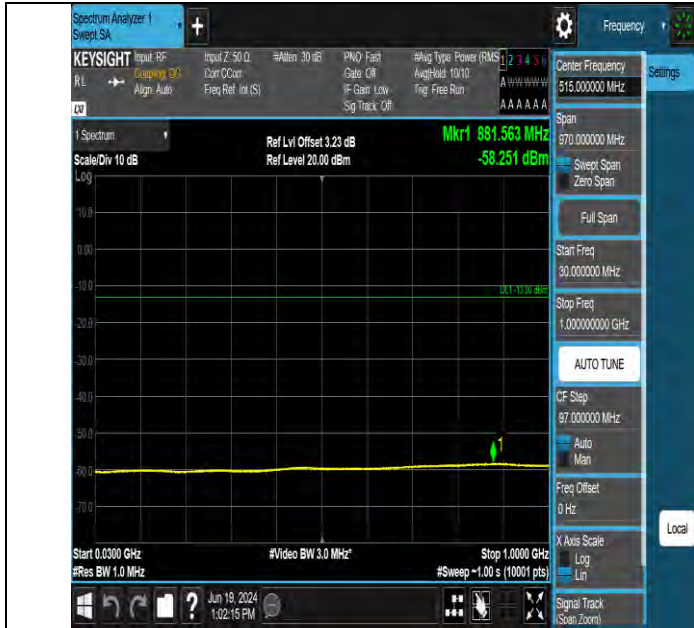 Spectrum Analyzer 1
Swept SA
Frequency
KEYSIGHT
RL
Input: RF
Coupling: DC
Align: Auto
Input Z: 50 Ω
Corr CCorr
Freq Ref: Int (S)
#Atten: 30 dB
PNO: Fast
Gate: Off
IF Gain: Low
Sig Track: Off
#Avg Type: Power (RMS
Avg|Hold: 10/10
Trig: Free Run
1 2 3 4 5 6
A W W W W W
A A A A A A
LXI
1 Spectrum
Scale/Div 10 dB
Ref Lvl Offset 3.23 dB
Ref Level 20.00 dBm
Mkr1 881.563 MHz
-58.251 dBm
Log
10.0
0.00
-10.0
DL1 -13.00 dBm
-20.0
-30.0
-40.0
-50.0
1
-60.0
-70.0
Start 0.0300 GHz
#Res BW 1.0 MHz
#Video BW 3.0 MHz*
Stop 1.0000 GHz
#Sweep ~1.00 s (10001 pts)
?
Jun 19, 2024
1:02:15 PM
Center Frequency
515.000000 MHz
Settings
Span
970.000000 MHz
Swept Span
Zero Span
Full Span
Start Freq
30.000000 MHz
Stop Freq
1.000000000 GHz
AUTO TUNE
CF Step
97.000000 MHz
Auto
Man
Freq Offset
0 Hz
Local
X Axis Scale
Log
Lin
Signal Track
(Span Zoom)